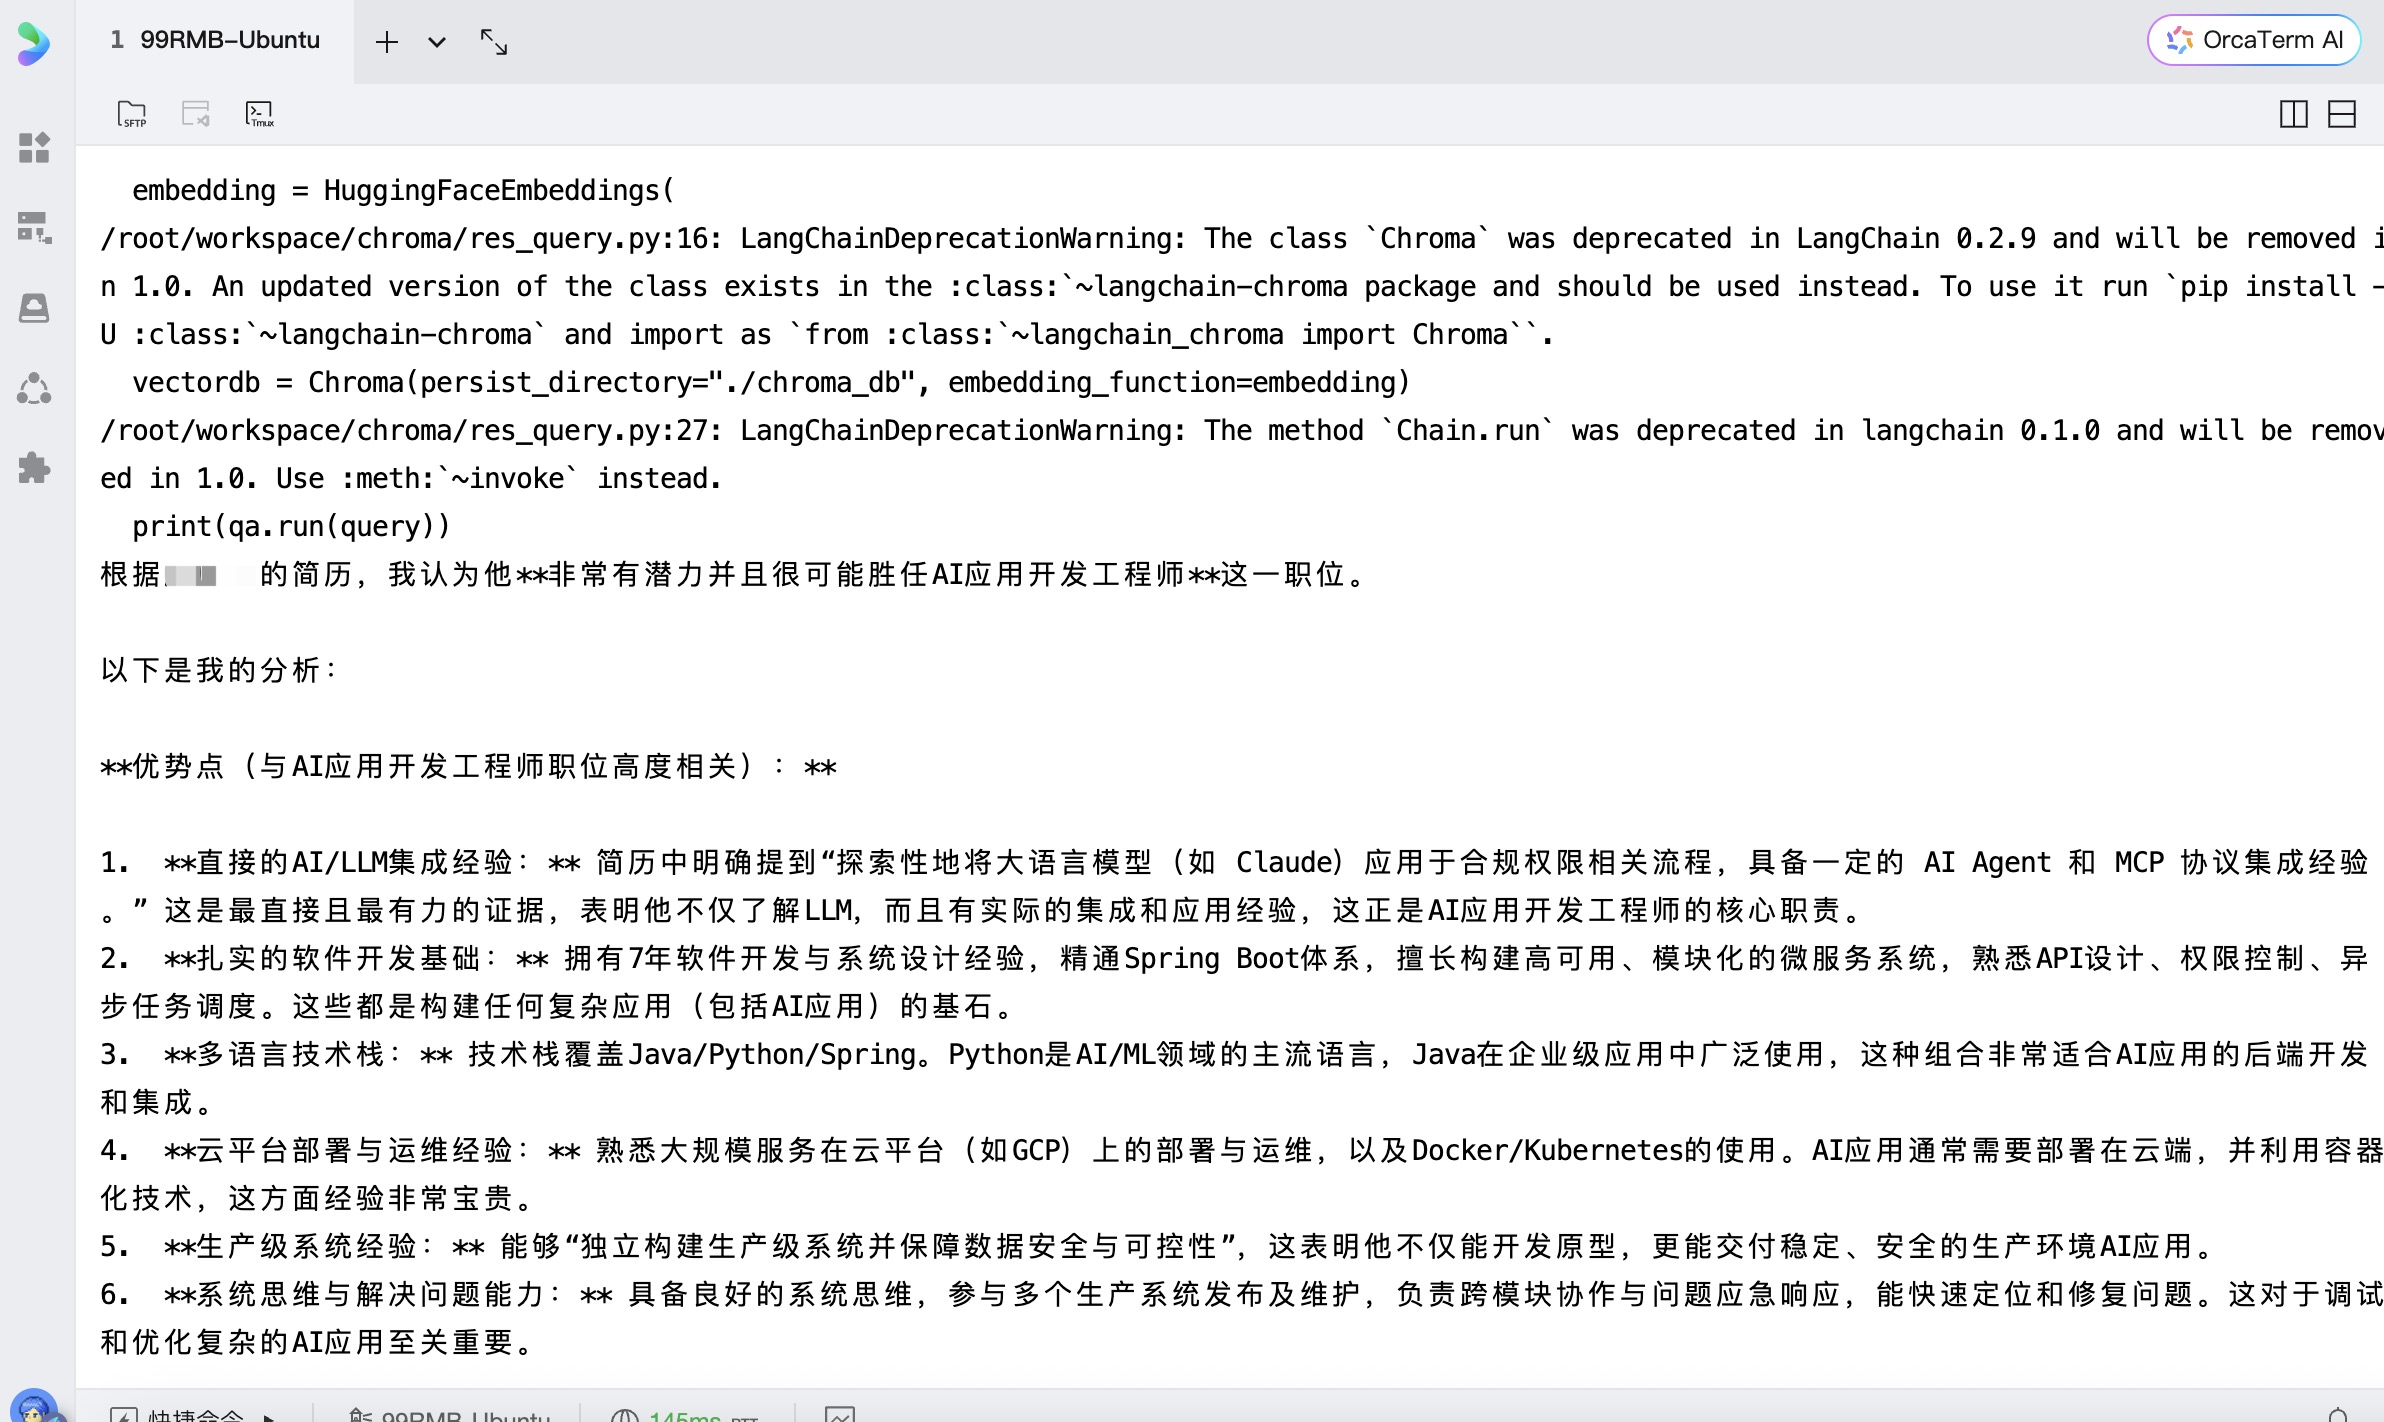 1 99RMB-Ubuntu
OrcaTerm AI
SFTP
Tmux
embedding = HuggingFaceEmbeddings(
/root/workspace/chroma/res_query.py:16: LangChainDeprecationWarning: The class `Chroma` was deprecated in LangChain 0.2.9 and will be removed i
n 1.0. An updated version of the class exists in the :class:`~langchain-chroma package and should be used instead. To use it run `pip install -
U :class:`~langchain-chroma` and import as `from :class:`~langchain_chroma import Chroma``.
vectordb = Chroma(persist_directory="./chroma_db", embedding_function=embedding)
/root/workspace/chroma/res_query.py:27: LangChainDeprecationWarning: The method `Chain.run` was deprecated in langchain 0.1.0 and will be remov
ed in 1.0. Use :meth:`~invoke` instead.
print(qa.run(query))
根据 的简历，我认为他**非常有潜力并且很可能胜任AI应用开发工程师**这一职位。
以下是我的分析：
**优势点（与AI应用开发工程师职位高度相关）：**
1. **直接的AI/LLM集成经验：** 简历中明确提到“探索性地将大语言模型（如 Claude）应用于合规权限相关流程，具备一定的 AI Agent 和 MCP 协议集成经验
。” 这是最直接且最有力的证据，表明他不仅了解LLM，而且有实际的集成和应用经验，这正是AI应用开发工程师的核心职责。
2. **扎实的软件开发基础：** 拥有7年软件开发与系统设计经验，精通Spring Boot体系，擅长构建高可用、模块化的微服务系统，熟悉API设计、权限控制、异
步任务调度。这些都是构建任何复杂应用（包括AI应用）的基石。
3. **多语言技术栈：** 技术栈覆盖Java/Python/Spring。Python是AI/ML领域的主流语言，Java在企业级应用中广泛使用，这种组合非常适合AI应用的后端开发
和集成。
4. **云平台部署与运维经验：** 熟悉大规模服务在云平台（如GCP）上的部署与运维，以及Docker/Kubernetes的使用。AI应用通常需要部署在云端，并利用容器
化技术，这方面经验非常宝贵。
5. **生产级系统经验：** 能够“独立构建生产级系统并保障数据安全与可控性”，这表明他不仅能开发原型，更能交付稳定、安全的生产环境AI应用。
6. **系统思维与解决问题能力：** 具备良好的系统思维，参与多个生产系统发布及维护，负责跨模块协作与问题应急响应，能快速定位和修复问题。这对于调试
和优化复杂的AI应用至关重要。
快捷命令 99RMB-Ubuntu 145ms RTT